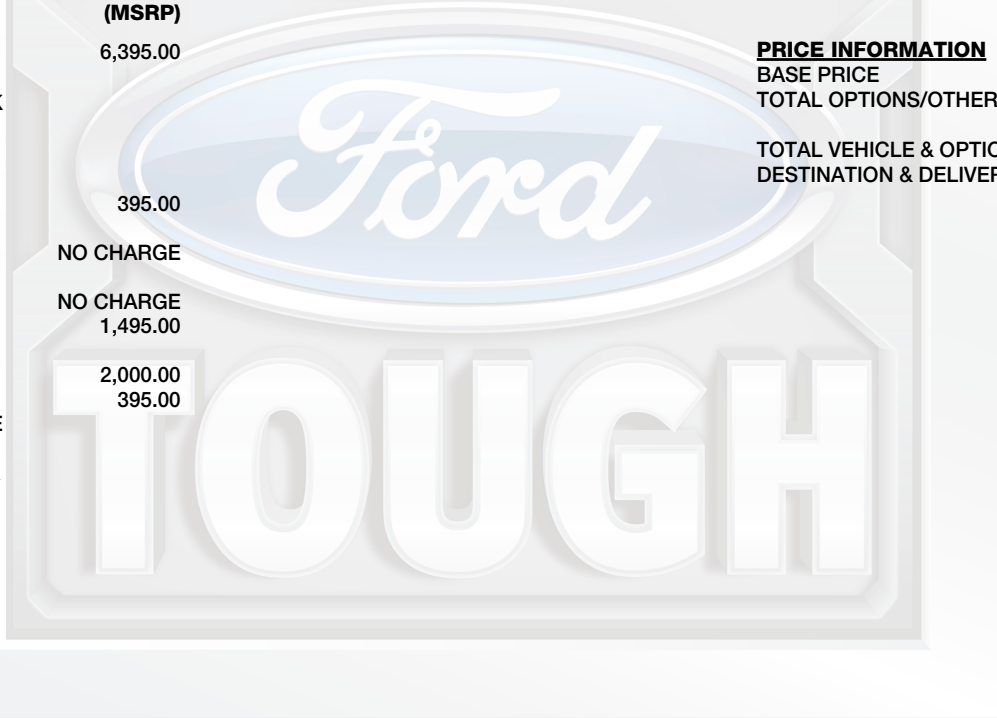 (MSRP)
6,395.00
395.00
NO CHARGE
NO CHARGE
1,495.00
2,000.00
395.00
PRICE INFORMATION
BASE PRICE
TOTAL OPTIONS/OTHER
TOTAL VEHICLE & OPTIO
DESTINATION & DELIVER
Ford
TOUGH